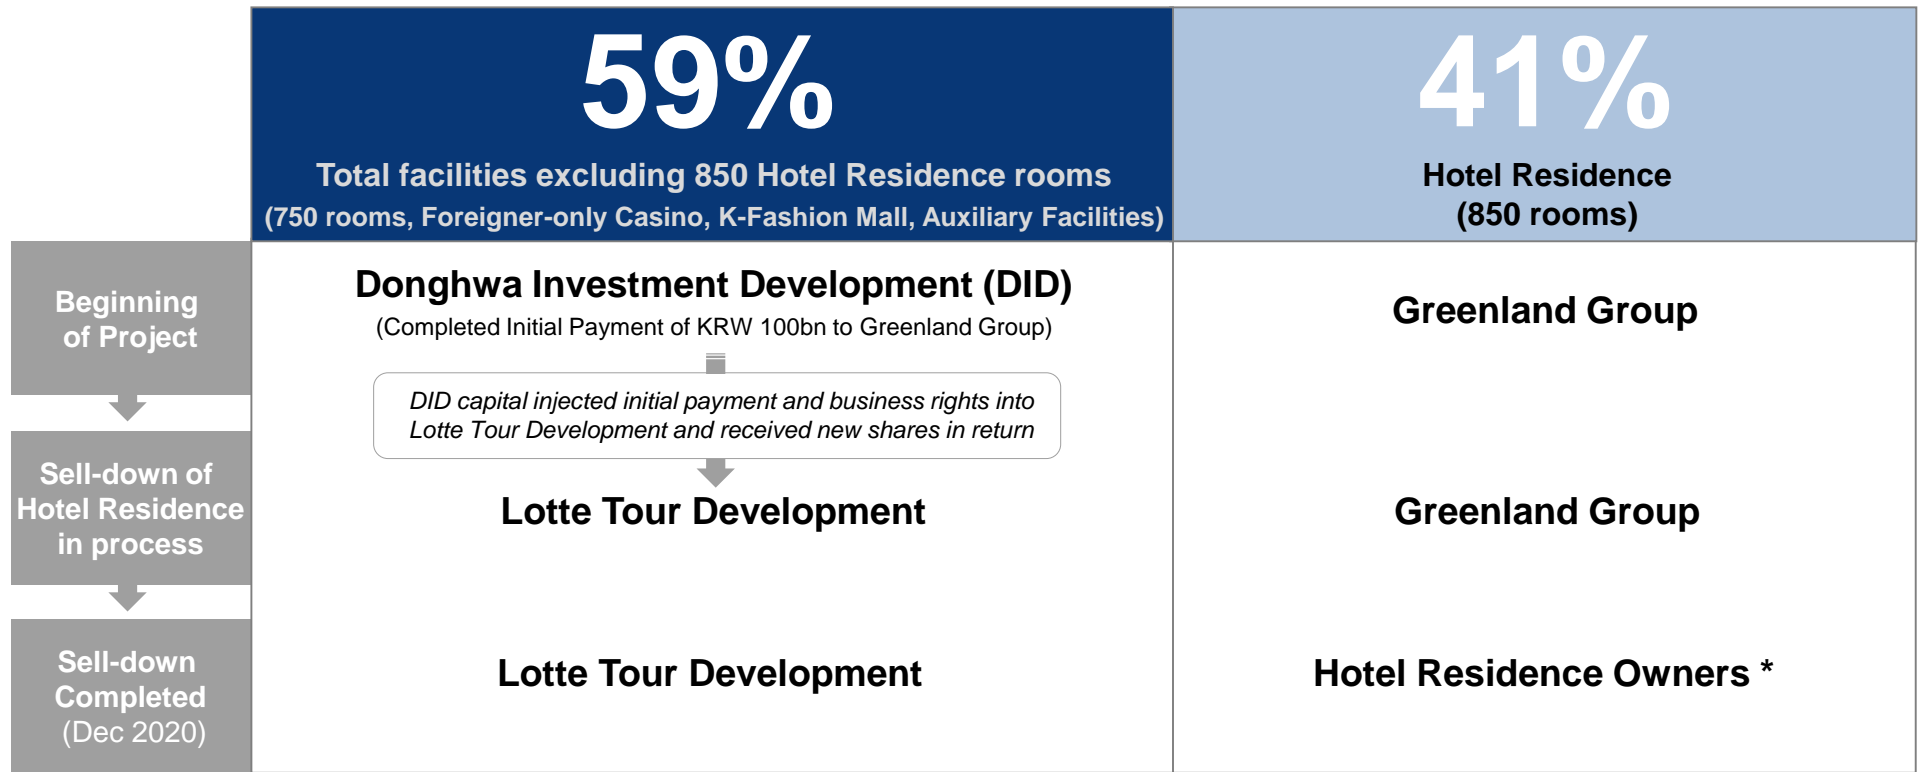 59%
Total facilities excluding 850 Hotel Residence rooms
(750 rooms, Foreigner-only Casino, K-Fashion Mall, Auxiliary Facilities)
41%
Hotel Residence
(850 rooms)
Beginning
of Project
Donghwa Investment Development (DID)
(Completed Initial Payment of KRW 100bn to Greenland Group)
Greenland Group
DID capital injected initial payment and business rights into
Lotte Tour Development and received new shares in return
Sell-down of
Hotel Residence
in process
Lotte Tour Development
Greenland Group
Sell-down
Completed
(Dec 2020)
Lotte Tour Development
Hotel Residence Owners *